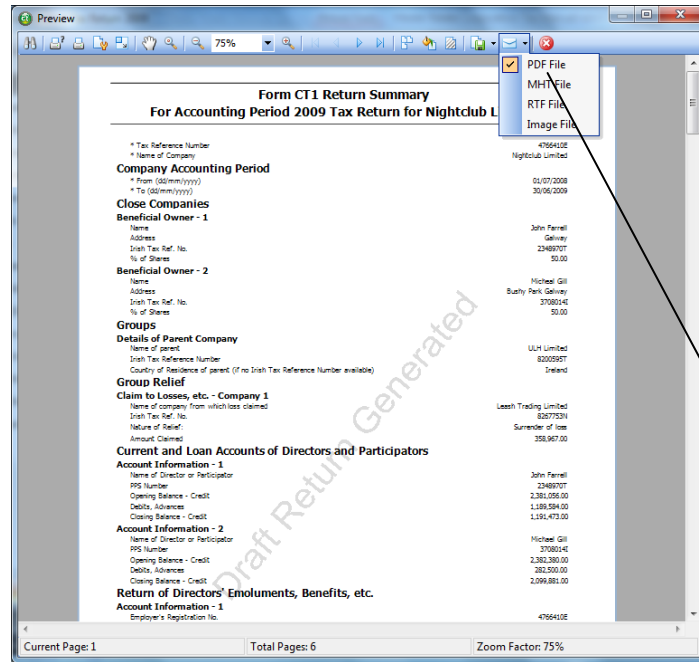 Preview
75%
PDF File
MHT File
RTF File
Image File
Form CT1 Return Summary
For Accounting Period 2009 Tax Return for Nightclub L
* Tax Reference Number 4766410E
* Name of Company Nightclub Limited
Company Accounting Period
* From (dd/mm/yyyy) 01/07/2008
* To (dd/mm/yyyy) 30/06/2009
Close Companies
Beneficial Owner - 1
Name John Farrell
Address Galway
Irish Tax Ref. No. 2348970T
% of Shares 50.00
Beneficial Owner - 2
Name Micheal Gill
Address Bushy Park Galway
Irish Tax Ref. No. 3708014I
% of Shares 50.00
Groups
Details of Parent Company
Name of parent ULH Limited
Irish Tax Reference Number 8200595T
Country of Residence of parent (if no Irish Tax Reference Number available) Ireland
Group Relief
Claim to Losses, etc. - Company 1
Name of company from which loss claimed Leash Trading Limited
Irish Tax Ref. No. 8267753N
Nature of Relief: Surrender of loss
Amount Claimed 358,967.00
Current and Loan Accounts of Directors and Participators
Account Information - 1
Name of Director or Participator John Farrell
PPS Number 2348970T
Opening Balance - Credit 2,381,056.00
Debits, Advances 1,189,584.00
Closing Balance - Credit 1,191,473.00
Account Information - 2
Name of Director or Participator Michael Gill
PPS Number 3708014I
Opening Balance - Credit 2,382,380.00
Debits, Advances 282,500.00
Closing Balance - Credit 2,099,881.00
Return of Directors' Emoluments, Benefits, etc.
Account Information - 1
Employer's Registration No. 4766410E
Draft Return Generated
Current Page: 1 Total Pages: 6 Zoom Factor: 75%